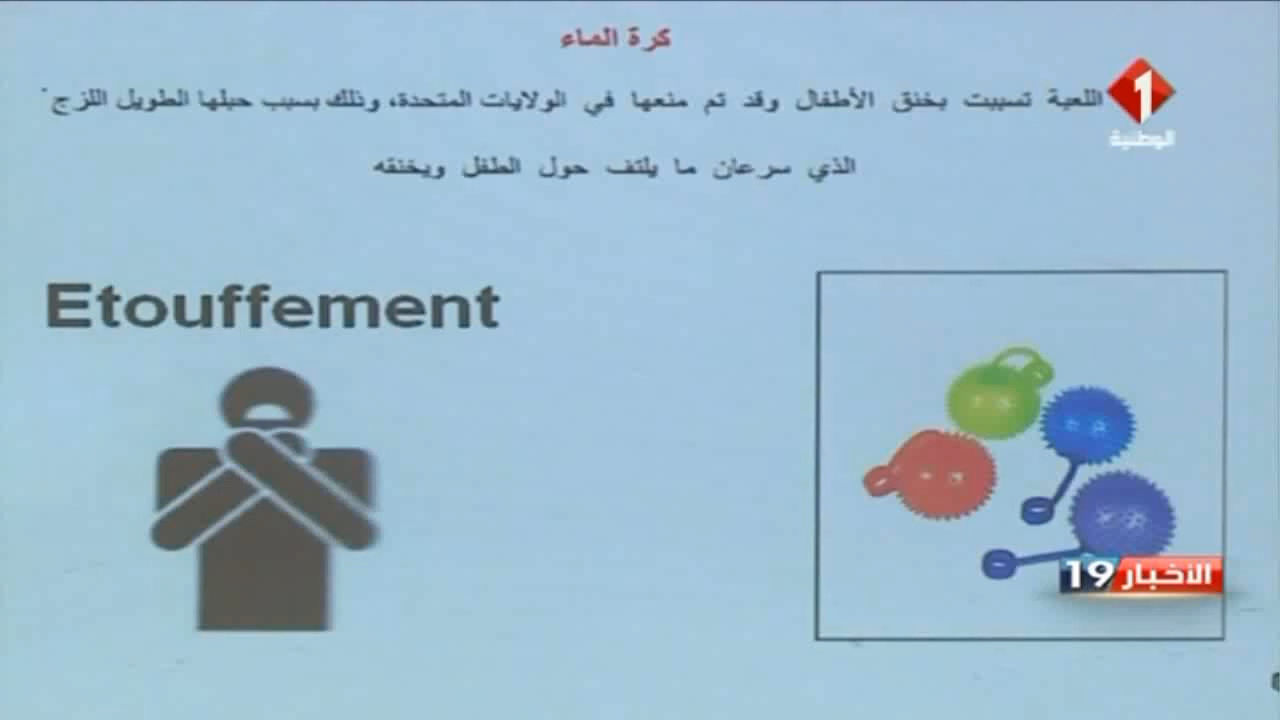 كرة الماء
اللعبة تسببت بخنق الأطفال وقد تم منعها في الولايات المتحدة، وذلك بسبب حبلها الطويل اللزج
الذي سرعان ما يلتف حول الطفل ويخنقه
1
الوطنية
Etouffement
الأخبار 19